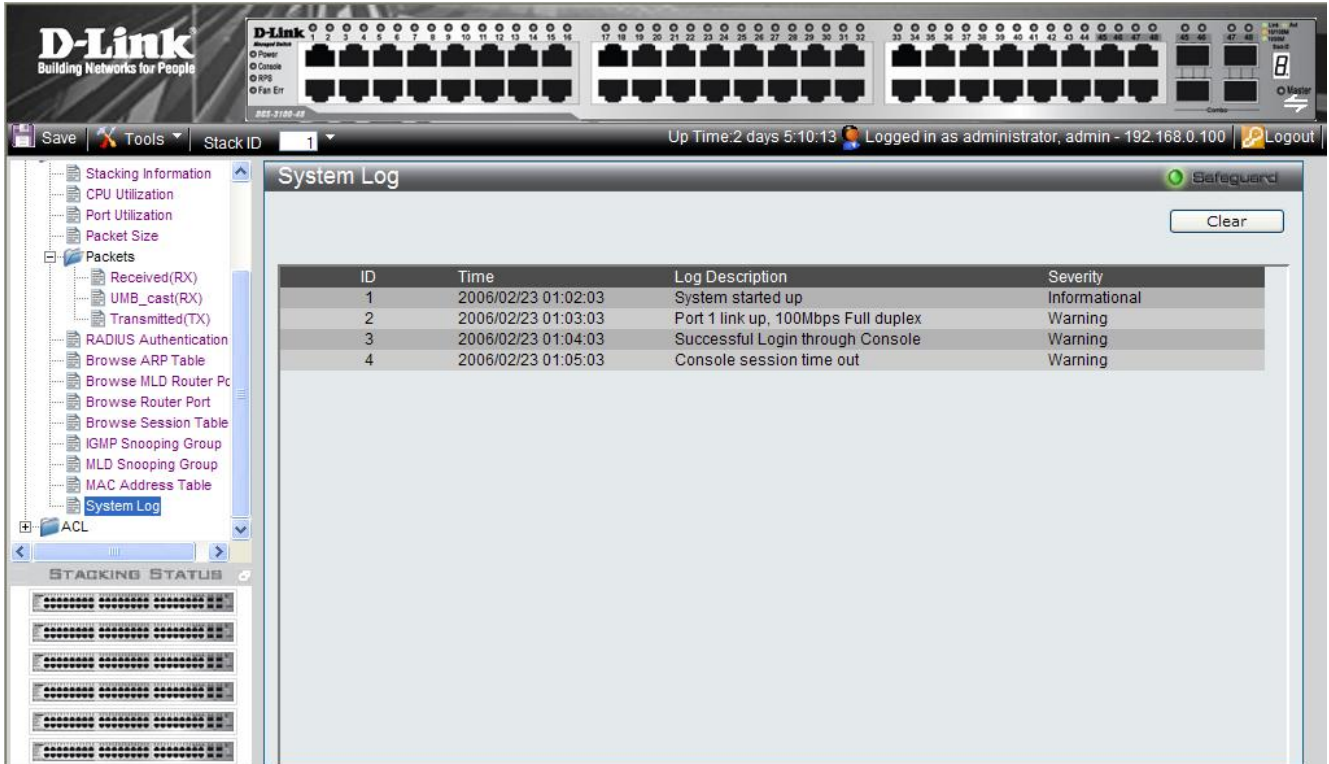 D-Link
Building Networks for People
D-Link
Managed Switch
Power
Console
RPS
Fan Err
1 2 3 4 5 6 7 8 9 10 11 12 13 14 15 16
17 18 19 20 21 22 23 24 25 26 27 28 29 30 31 32
33 34 35 36 37 38 39 40 41 42 43 44 45 46 47 48
45 46
47 48
Master
Combo
DGS-3100-48
Save
Tools
Stack ID
1
Up Time:2 days 5:10:13
Logged in as administrator, admin - 192.168.0.100
Logout
Stacking Information
CPU Utilization
Port Utilization
Packet Size
Packets
Received(RX)
UMB_cast(RX)
Transmitted(TX)
RADIUS Authentication
Browse ARP Table
Browse MLD Router Po
Browse Router Port
Browse Session Table
IGMP Snooping Group
MLD Snooping Group
MAC Address Table
System Log
ACL
STACKING STATUS
System Log
Safeguard
Clear
ID Time Log Description Severity
1 2006/02/23 01:02:03 System started up Informational
2 2006/02/23 01:03:03 Port 1 link up, 100Mbps Full duplex Warning
3 2006/02/23 01:04:03 Successful Login through Console Warning
4 2006/02/23 01:05:03 Console session time out Warning